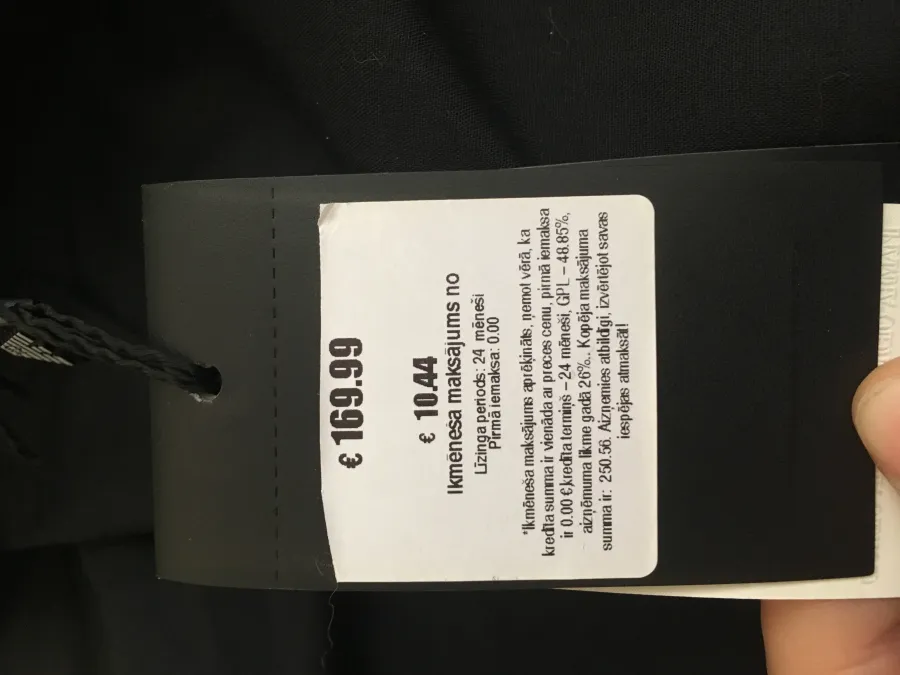 € 169.99
€ 10.44
Ikmēneša maksājums no
Līzinga periods: 24 mēneši
Pirmā iemaksa: 0.00
*Ikmēneša maksājums aprēķināts, ņemot vērā, ka
kredīta summa ir vienāda ar preces cenu, pirmā iemaksa
ir 0.00 €,kredīta termiņš – 24 mēneši, GPL – 48.85%,
aizņēmuma likme gadā 26%.. Kopēja maksājuma
summa ir: 250.56. Aizņemies atbildīgi, izvērtējot savas
iespējas atmaksāt!
ARMANI